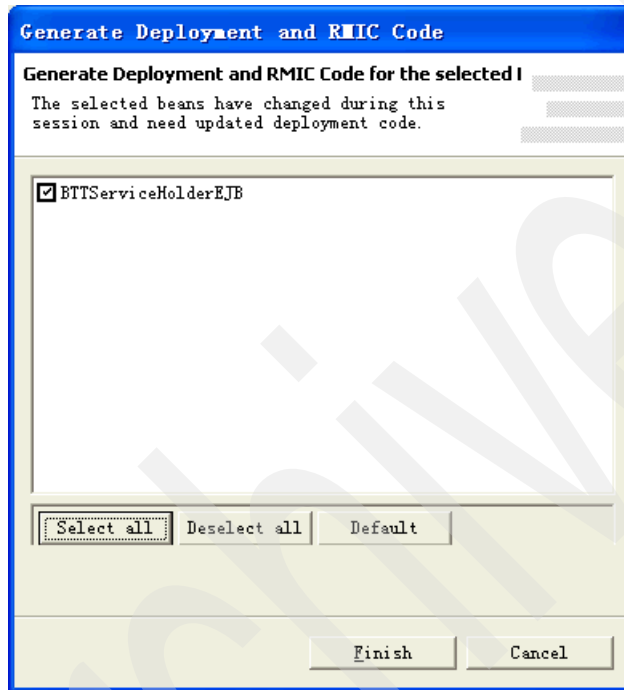 Generate Deployment and RMIC Code
Generate Deployment and RMIC Code for the selected I
The selected beans have changed during this
session and need updated deployment code.
BTTServiceHolderEJB
Select all Deselect all Default
Finish Cancel